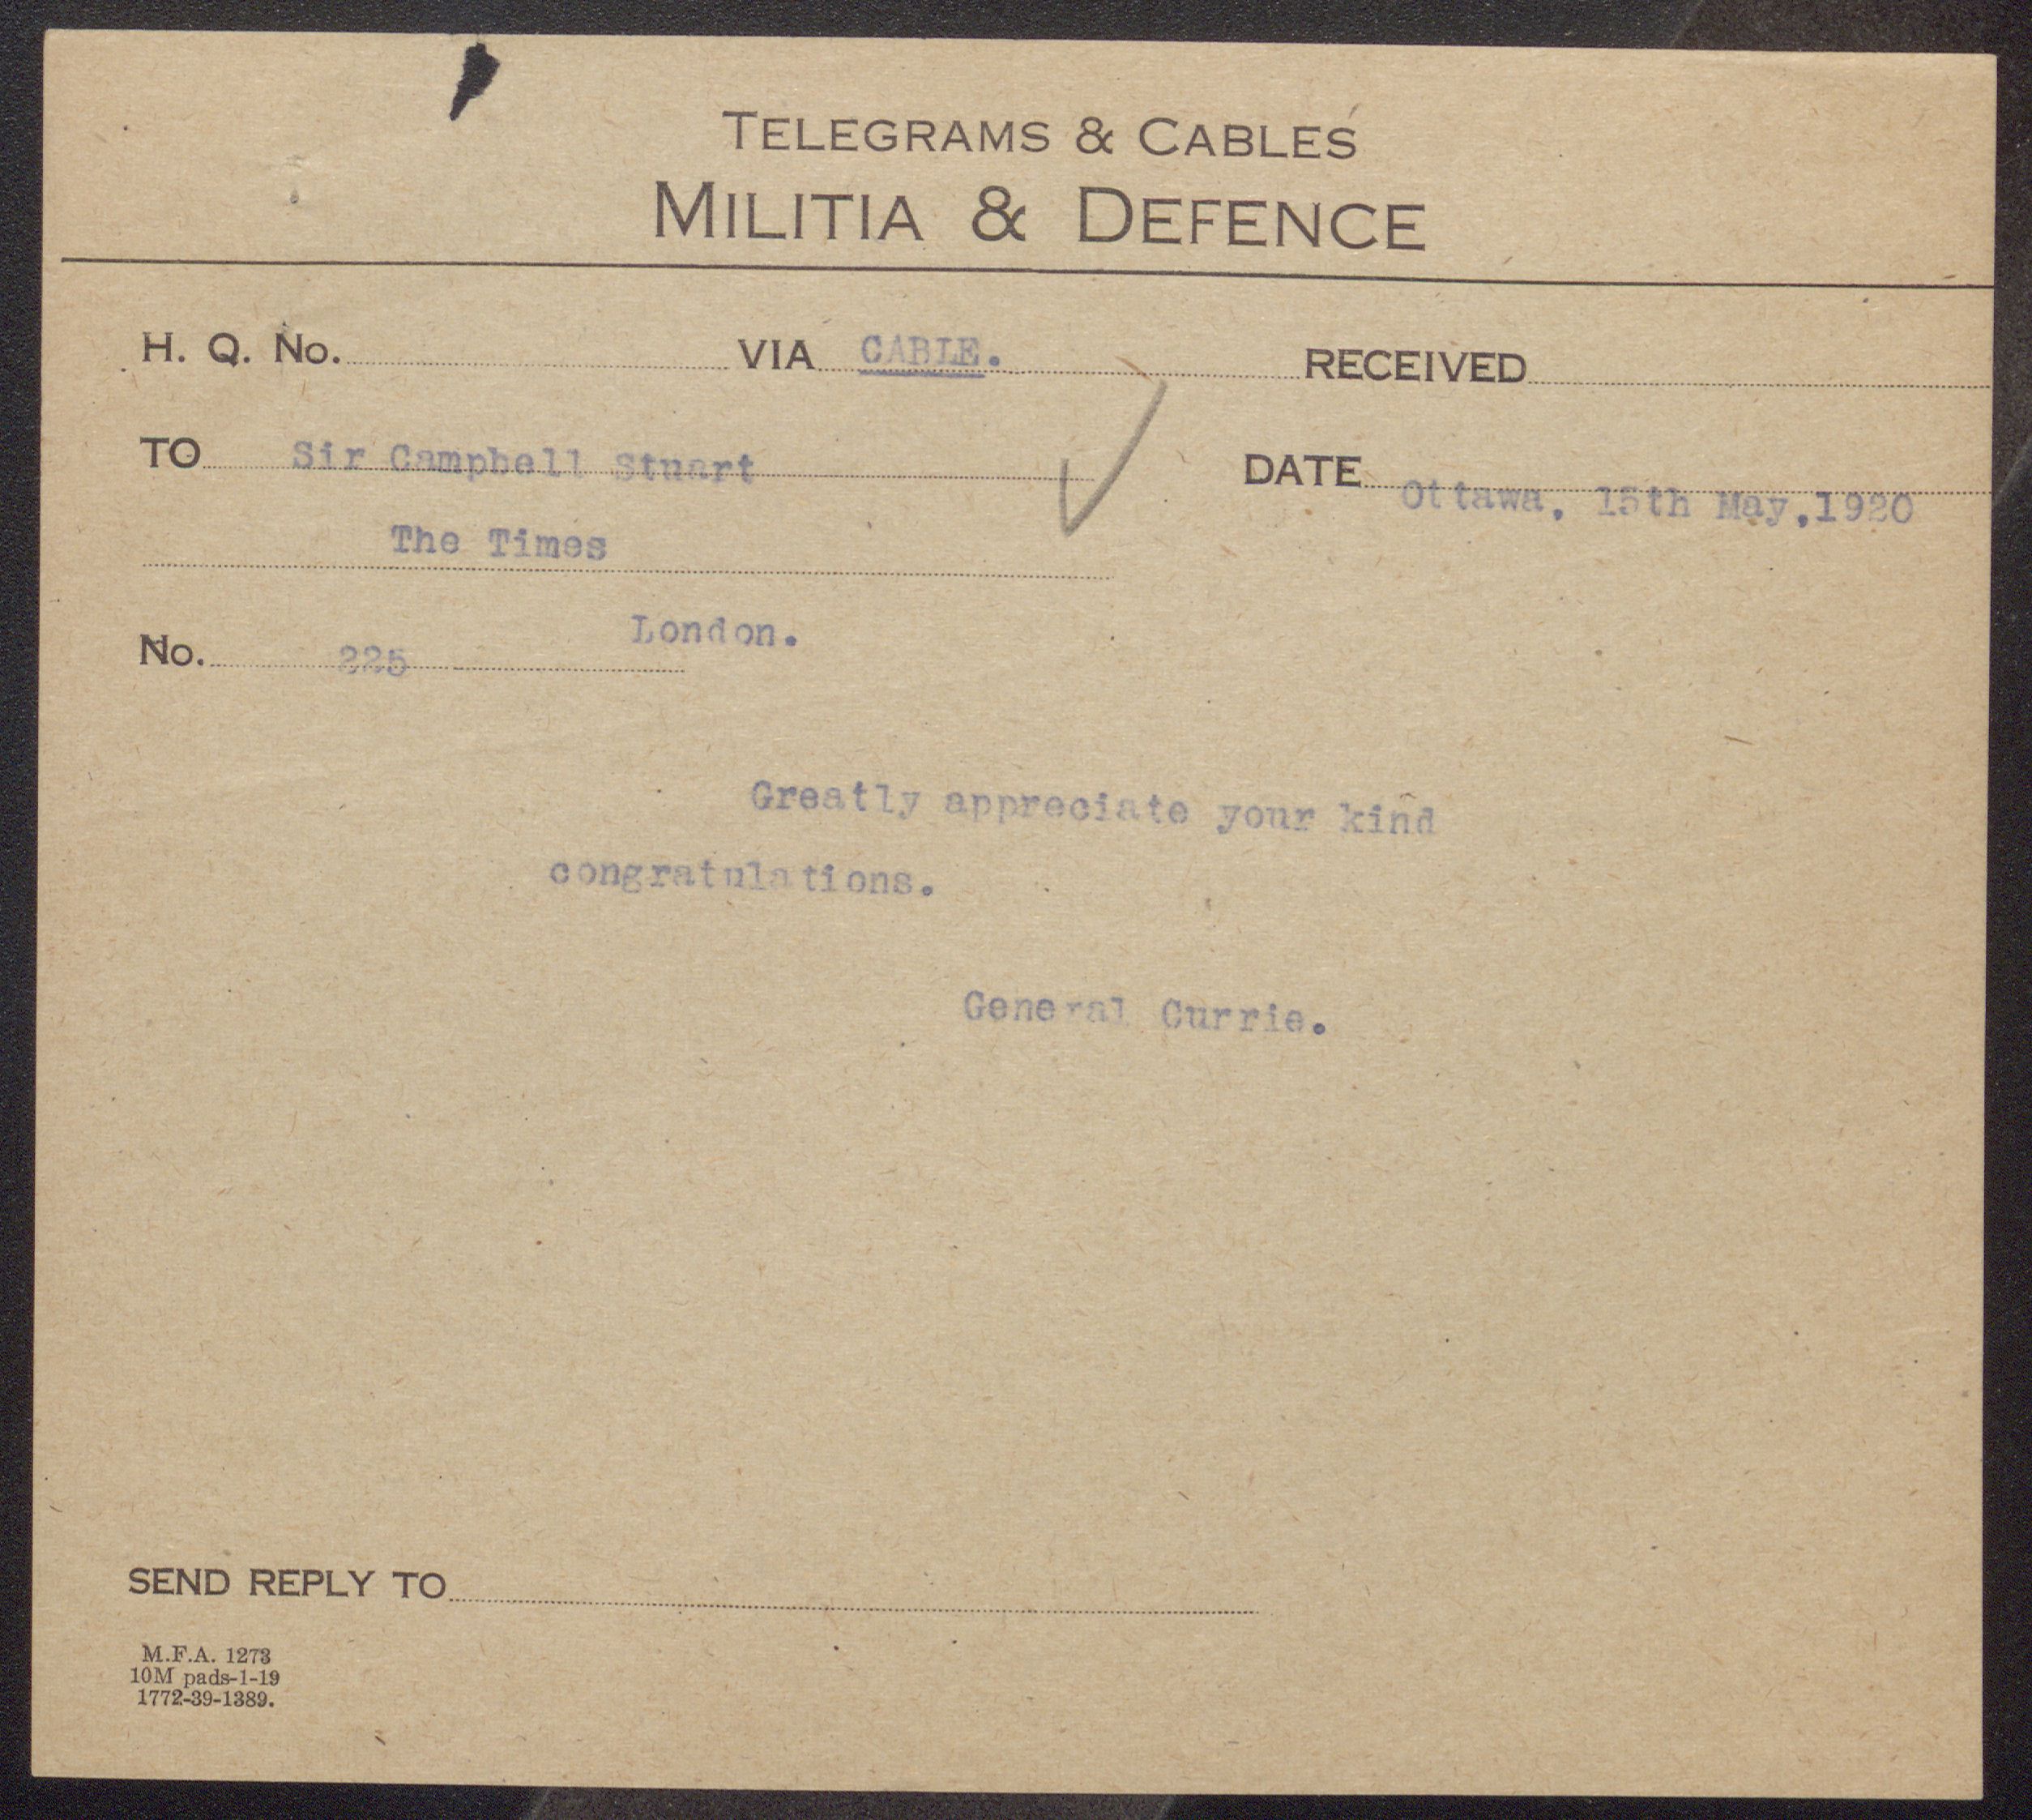 TELEGRAMS & CABLES
MILITIA & DEFENCE
H. Q. No. VIA CABLE. RECEIVED
TO Sir Campbell Stuart DATE Ottawa, 15th May, 1920
The Times
London.
No. 225
Greatly appreciate your kind
congratulations.
General Currie.
SEND REPLY TO
M.F.A. 1273
10M pads-1-19
1772-39-1389.